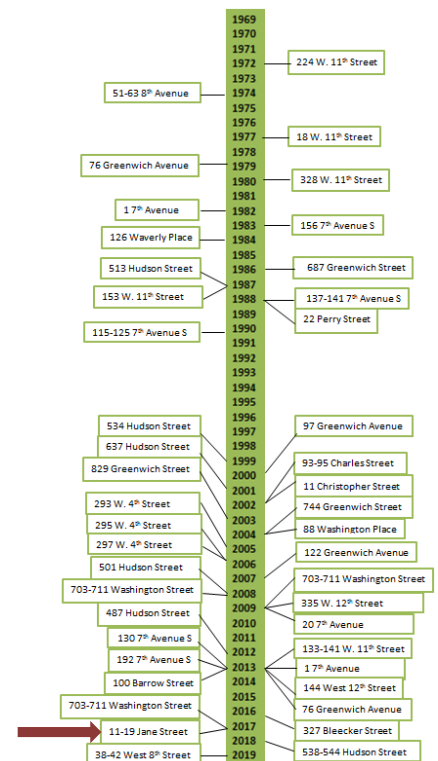 1969
1970
1971
1972
224 W. 11th Street
1973
51-63 8th Avenue
1974
1975
1976
1977
18 W. 11th Street
1978
76 Greenwich Avenue
1979
1980
328 W. 11th Street
1981
1 7th Avenue
1982
1983
156 7th Avenue S
126 Waverly Place
1984
1985
513 Hudson Street
1986
687 Greenwich Street
1987
153 W. 11th Street
1988
137-141 7th Avenue S
22 Perry Street
1989
115-125 7th Avenue S
1990
1991
1992
1993
1994
1995
1996
534 Hudson Street
97 Greenwich Avenue
1997
637 Hudson Street
1998
829 Greenwich Street
1999
93-95 Charles Street
2000
11 Christopher Street
2001
293 W. 4th Street
2002
744 Greenwich Street
295 W. 4th Street
2003
88 Washington Place
2004
297 W. 4th Street
2005
122 Greenwich Avenue
501 Hudson Street
2006
2007
703-711 Washington Street
703-711 Washington Street
2008
335 W. 12th Street
487 Hudson Street
2009
20 7th Avenue
2010
130 7th Avenue S
2011
133-141 W. 11th Street
192 7th Avenue S
2012
1 7th Avenue
2013
100 Barrow Street
144 West 12th Street
2014
703-711 Washington Street
2015
76 Greenwich Avenue
2016
11-19 Jane Street
2017
327 Bleecker Street
2018
538-544 Hudson Street
38-42 West 8th Street
2019